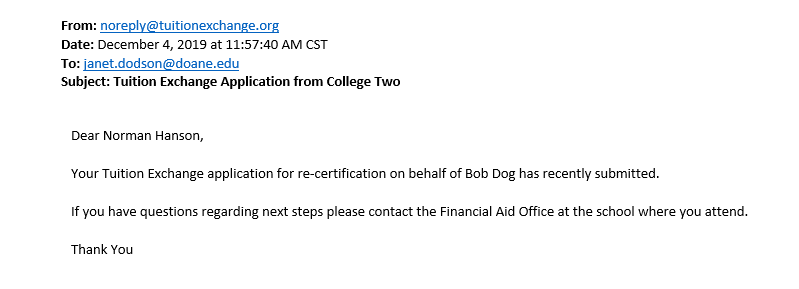 From: noreply@tuitionexchange.org
Date: December 4, 2019 at 11:57:40 AM CST
To: janet.dodson@doane.edu
Subject: Tuition Exchange Application from College Two
Dear Norman Hanson,
Your Tuition Exchange application for re-certification on behalf of Bob Dog has recently submitted.
If you have questions regarding next steps please contact the Financial Aid Office at the school where you attend.
Thank You